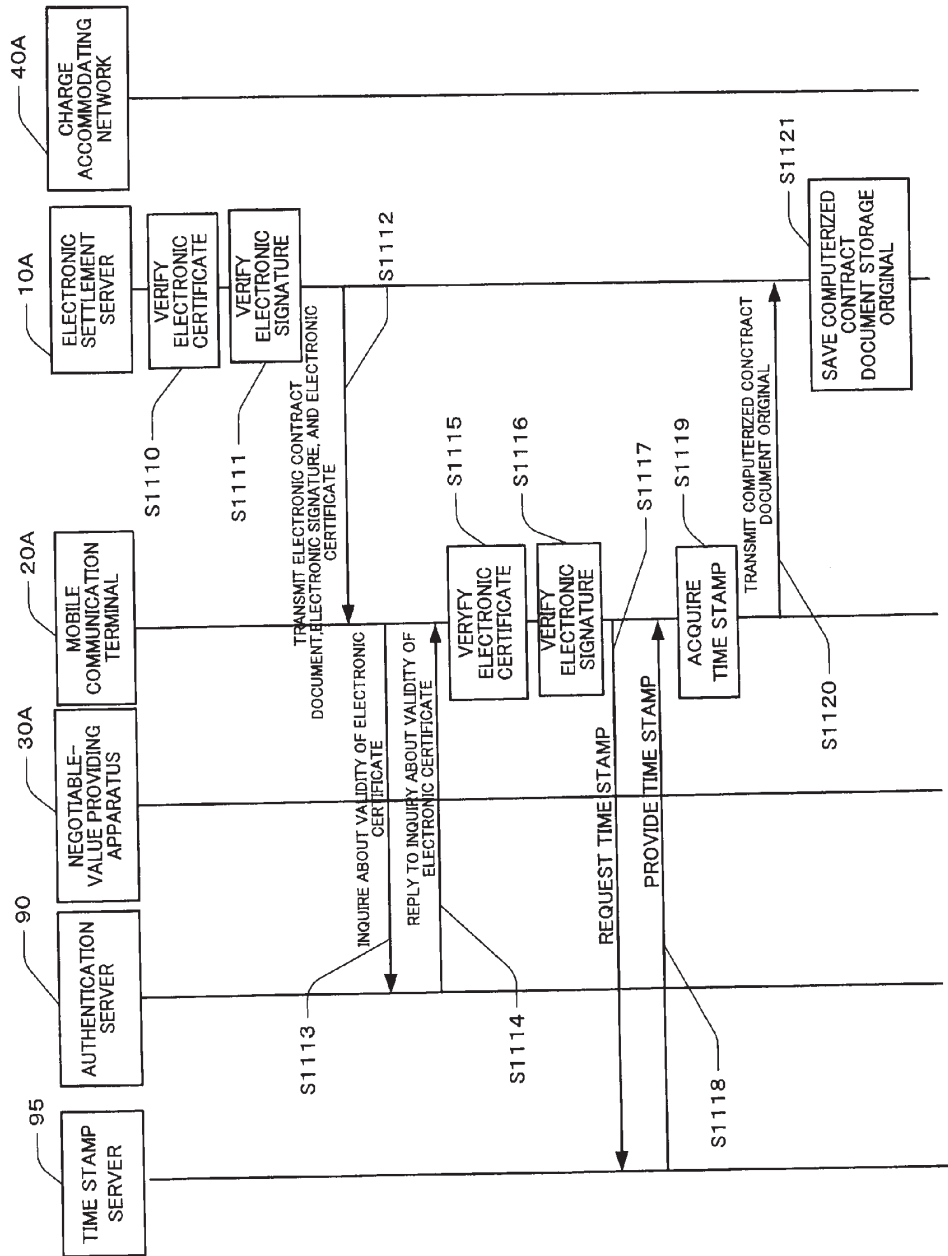 95
TIME STAMP
SERVER
90
AUTHENTICATION
SERVER
30A
NEGOTIABLE-
VALUE PROVIDING
APPARATUS
20A
MOBILE
COMMUNICATION
TERMINAL
10A
ELECTRONIC
SETTLEMENT
SERVER
40A
CHARGE
ACCOMMODATING
NETWORK
VERIFY
ELECTRONIC
CERTIFICATE
S1110
VERIFY
ELECTRONIC
SIGNATURE
S1111
TRANSMIT ELECTRONIC CONTRACT
DOCUMENT,ELECTRONIC SIGNATURE, AND ELECTRONIC
CERTIFICATE
S1112
INQUIRE ABOUT VALIDITY OF ELECTRONIC
CERTIFICATE
S1113
REPLY TO INQUIRY ABOUT VALIDITY OF
ELECTRONIC CERTIFICATE
S1114
VERYFY
ELECTRONIC
CERTIFICATE
S1115
VERIFY
ELECTRONIC
SIGNATURE
S1116
REQUEST TIME STAMP
S1117
PROVIDE TIME STAMP
S1118
ACQUIRE
TIME STAMP
S1119
TRANSMIT COMPUTERIZED CONCTRACT
DOCUMENT ORIGINAL
S1120
SAVE COMPUTERIZED
CONTRACT
DOCUMENT STORAGE
ORIGINAL
S1121